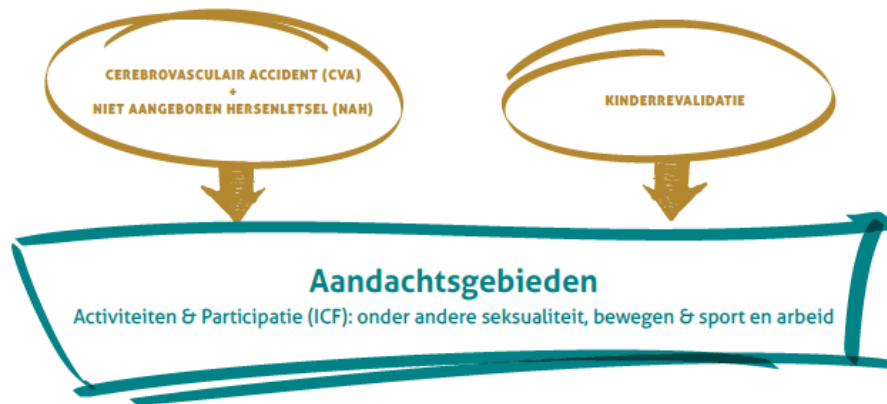 CEREBROVASCULAIR ACCIDENT (CVA)
+
NIET AANGEBOREN HERSENLETSEL (NAH)
KINDERREVALIDATIE
Aandachtsgebieden
Activiteiten & Participatie (ICF): onder andere seksualiteit, bewegen & sport en arbeid